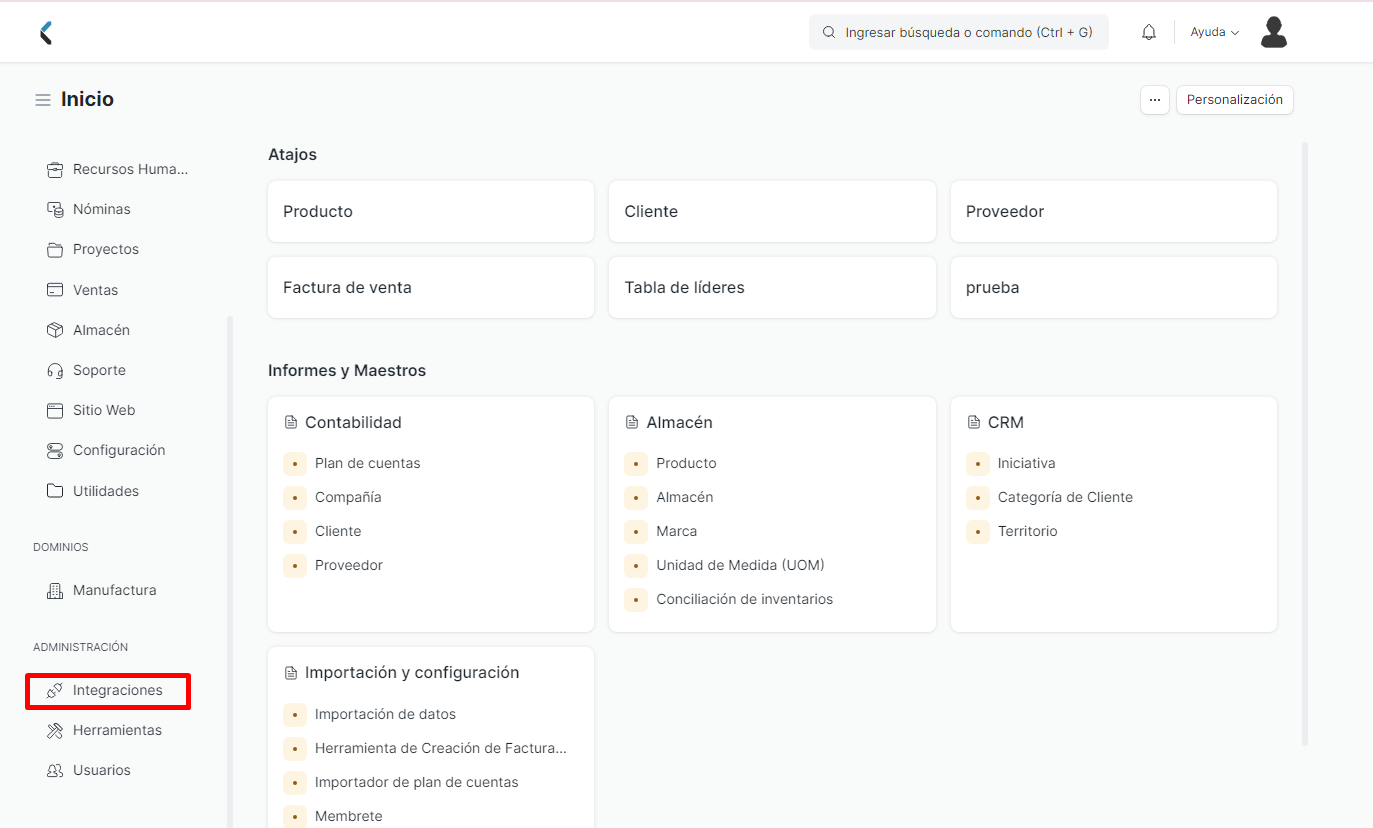 Ingresar búsqueda o comando (Ctrl + G)
Ayuda
Inicio
...
Personalización
Recursos Huma...
Nóminas
Proyectos
Ventas
Almacén
Soporte
Sitio Web
Configuración
Utilidades
DOMINIOS
Manufactura
ADMINISTRACIÓN
Integraciones
Herramientas
Usuarios
Atajos
Producto
Cliente
Proveedor
Factura de venta
Tabla de líderes
prueba
Informes y Maestros
Contabilidad
Plan de cuentas
Compañía
Cliente
Proveedor
Almacén
Producto
Almacén
Marca
Unidad de Medida (UOM)
Conciliación de inventarios
CRM
Iniciativa
Categoría de Cliente
Territorio
Importación y configuración
Importación de datos
Herramienta de Creación de Factura...
Importador de plan de cuentas
Membrete